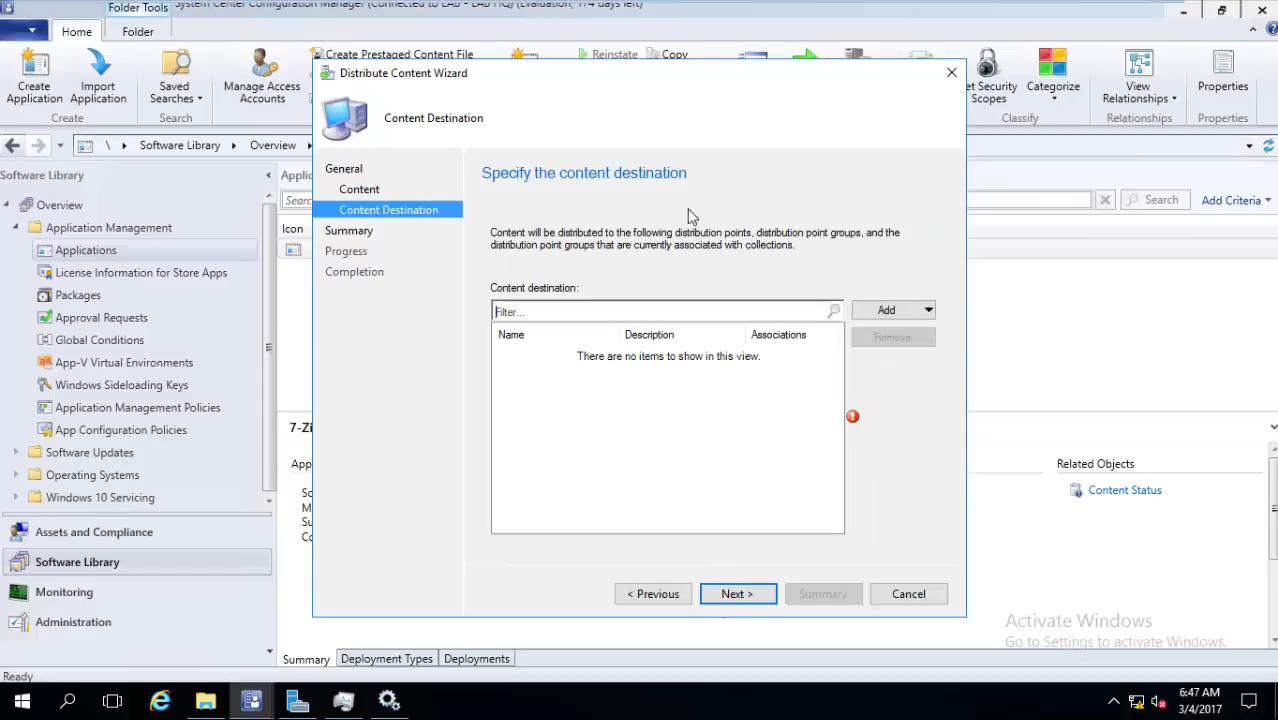 Folder Tools
System Center Configuration Manager (Connected to LAB - LAB HQ) (Evaluation, 174 days left)
Home
Folder
Create Application
Import Application
Saved Searches
Manage Access Accounts
Create Prestaged Content File
Reinstate
Copy
et Security Scopes
Categorize
View Relationships
Properties
Create
Search
Classify
Relationships
Properties
\
Software Library
Overview
Software Library
Overview
Application Management
Applications
License Information for Store Apps
Packages
Approval Requests
Global Conditions
App-V Virtual Environments
Windows Sideloading Keys
Application Management Policies
App Configuration Policies
Software Updates
Operating Systems
Windows 10 Servicing
Assets and Compliance
Software Library
Monitoring
Administration
Ready
Applic
Searc
Icon
7-Zi
App
So
M
Su
Co
Search
Add Criteria
Related Objects
Content Status
Distribute Content Wizard
Content Destination
General
Content
Content Destination
Summary
Progress
Completion
Specify the content destination
Content will be distributed to the following distribution points, distribution point groups, and the
distribution point groups that are currently associated with collections.
Content destination:
Filter...
Add
Remove
Name
Description
Associations
There are no items to show in this view.
< Previous
Next >
Summary
Cancel
Activate Windows
Go to Settings to activate Windows.
Summary
Deployment Types
Deployments
6:47 AM
3/4/2017